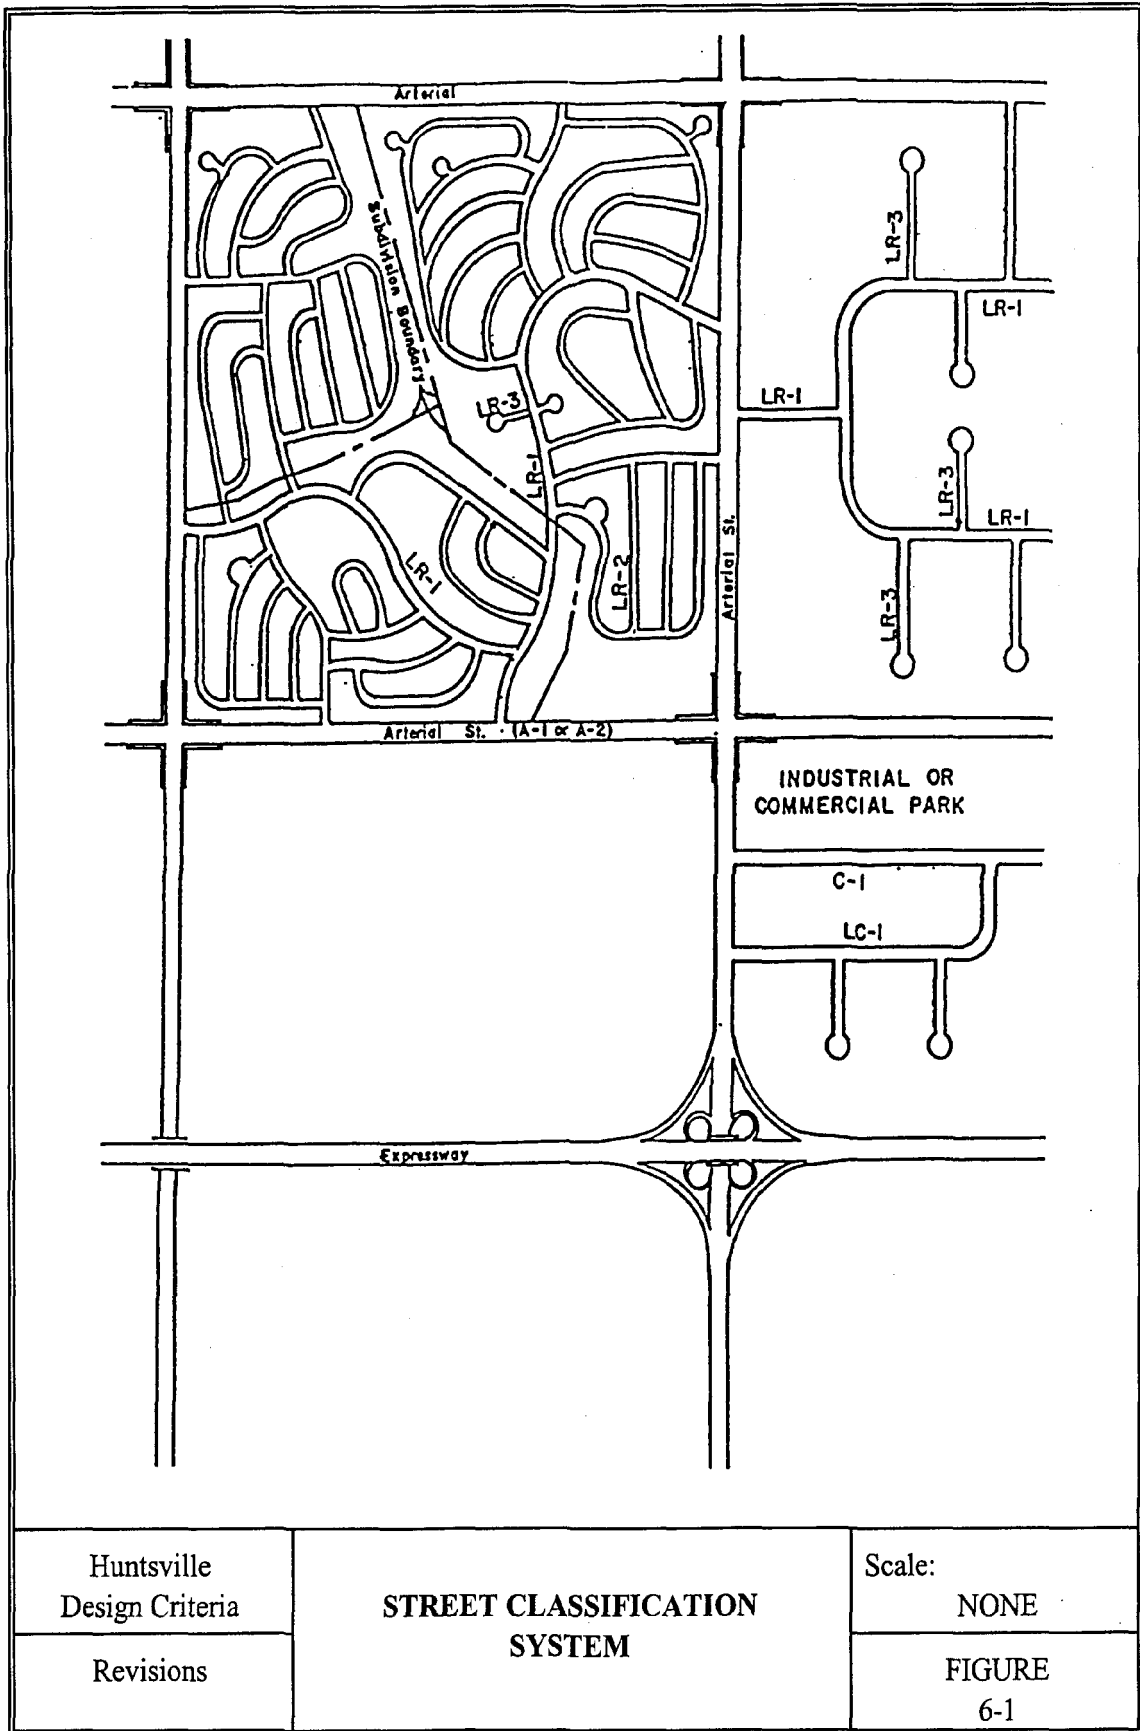 Arterial
Subdivision Boundary
LR-3
LR-1
LR-1
LR-3
LR-1
LR-3
LR-1
LR-1
LR-2
Arterial St.
LR-3
Arterial St. (A-1 or A-2)
INDUSTRIAL OR
COMMERCIAL PARK
C-1
LC-1
Expressway
Huntsville
Design Criteria
Revisions
STREET CLASSIFICATION
SYSTEM
Scale:
NONE
FIGURE
6-1